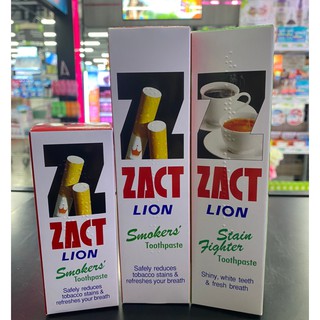 ZACT
LION
Smokers'
Toothpaste
Safely reduces
tobacco stains &
refreshes your breath
ZACT
LION
Smokers'
Toothpaste
Safely reduces
tobacco stains &
refreshes your breath
ZACT
LION
Stain
Fighter
Toothpaste
Shiny, white teeth
& fresh breath